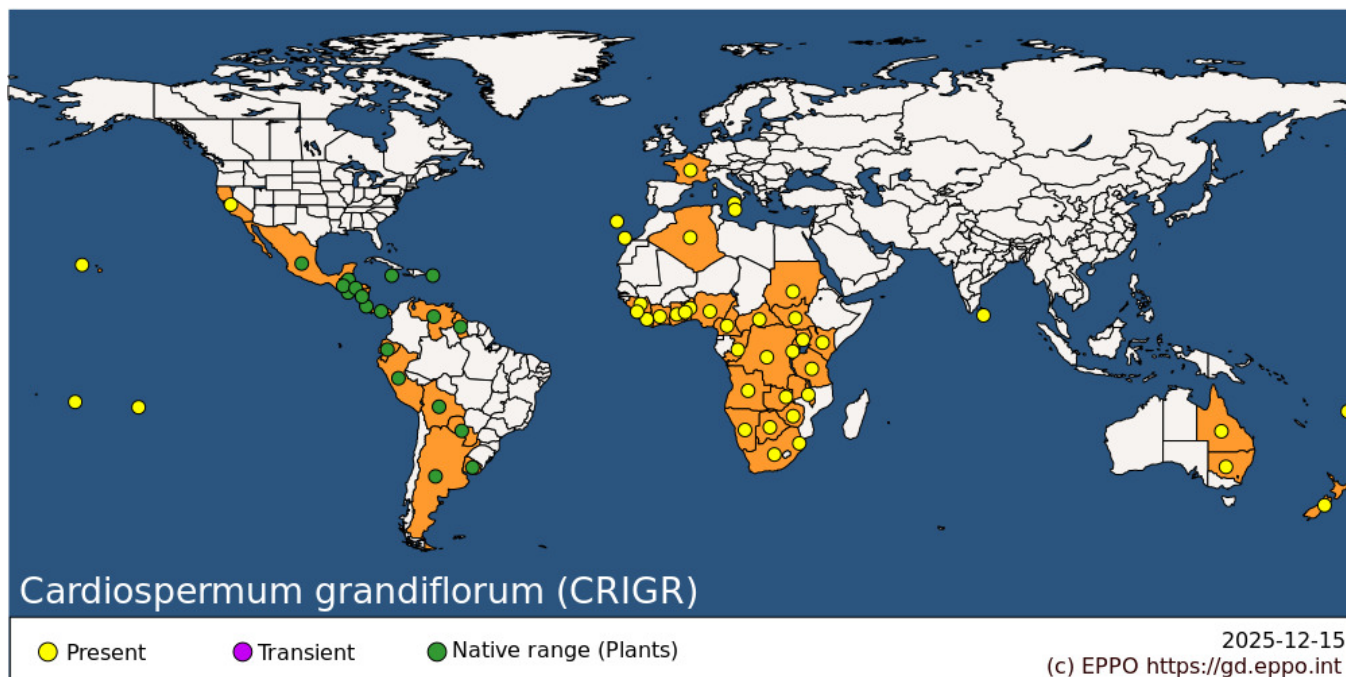 Cardiospermum grandiflorum (CRIGR)
Present
Transient
Native range (Plants)
2025-12-15
(c) EPPO https://gd.eppo.int